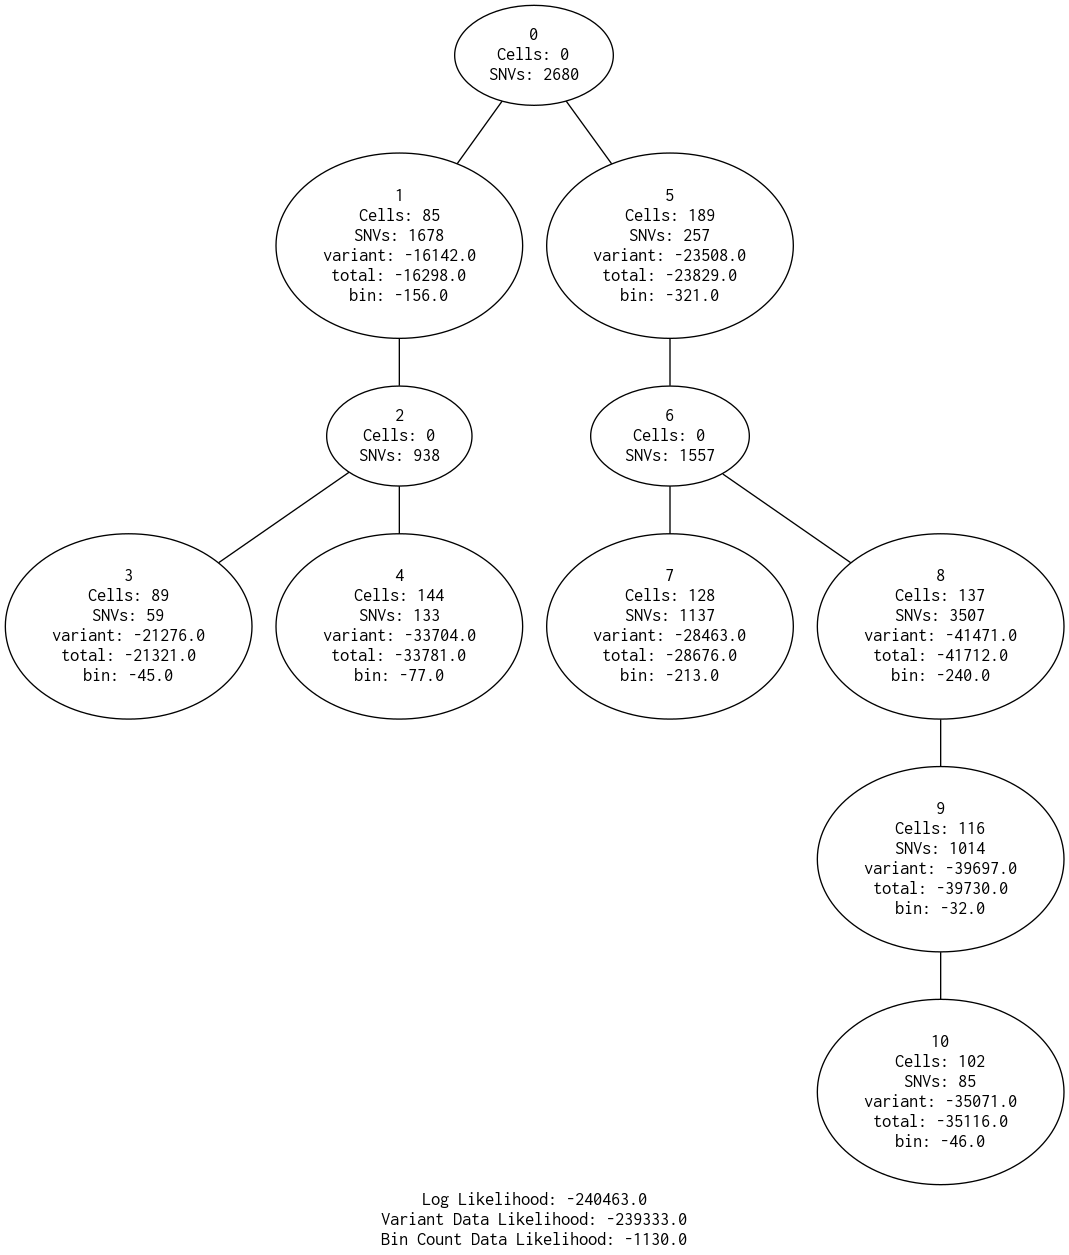 0
Cells: 0
SNVs: 2680
1
Cells: 85
SNVs: 1678
variant: -16142.0
total: -16298.0
bin: -156.0
5
Cells: 189
SNVs: 257
variant: -23508.0
total: -23829.0
bin: -321.0
2
Cells: 0
SNVs: 938
6
Cells: 0
SNVs: 1557
3
Cells: 89
SNVs: 59
variant: -21276.0
total: -21321.0
bin: -45.0
4
Cells: 144
SNVs: 133
variant: -33704.0
total: -33781.0
bin: -77.0
7
Cells: 128
SNVs: 1137
variant: -28463.0
total: -28676.0
bin: -213.0
8
Cells: 137
SNVs: 3507
variant: -41471.0
total: -41712.0
bin: -240.0
9
Cells: 116
SNVs: 1014
variant: -39697.0
total: -39730.0
bin: -32.0
10
Cells: 102
SNVs: 85
variant: -35071.0
total: -35116.0
bin: -46.0
Log Likelihood: -240463.0
Variant Data Likelihood: -239333.0
Bin Count Data Likelihood: -1130.0